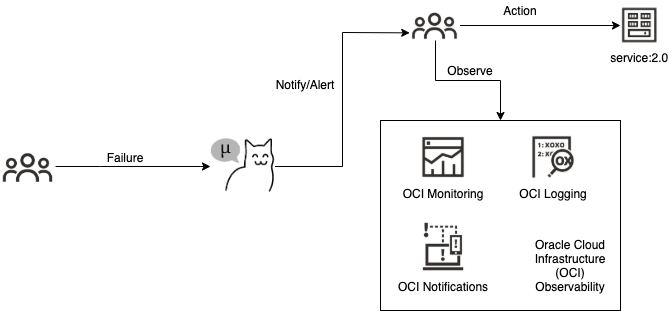 Action
service:2.0
Notify/Alert
Observe
Failure
μ
1: XOXO
2: XO
OX
OCI Monitoring
OCI Logging
OCI Notifications
Oracle Cloud
Infrastructure
(OCI)
Observability